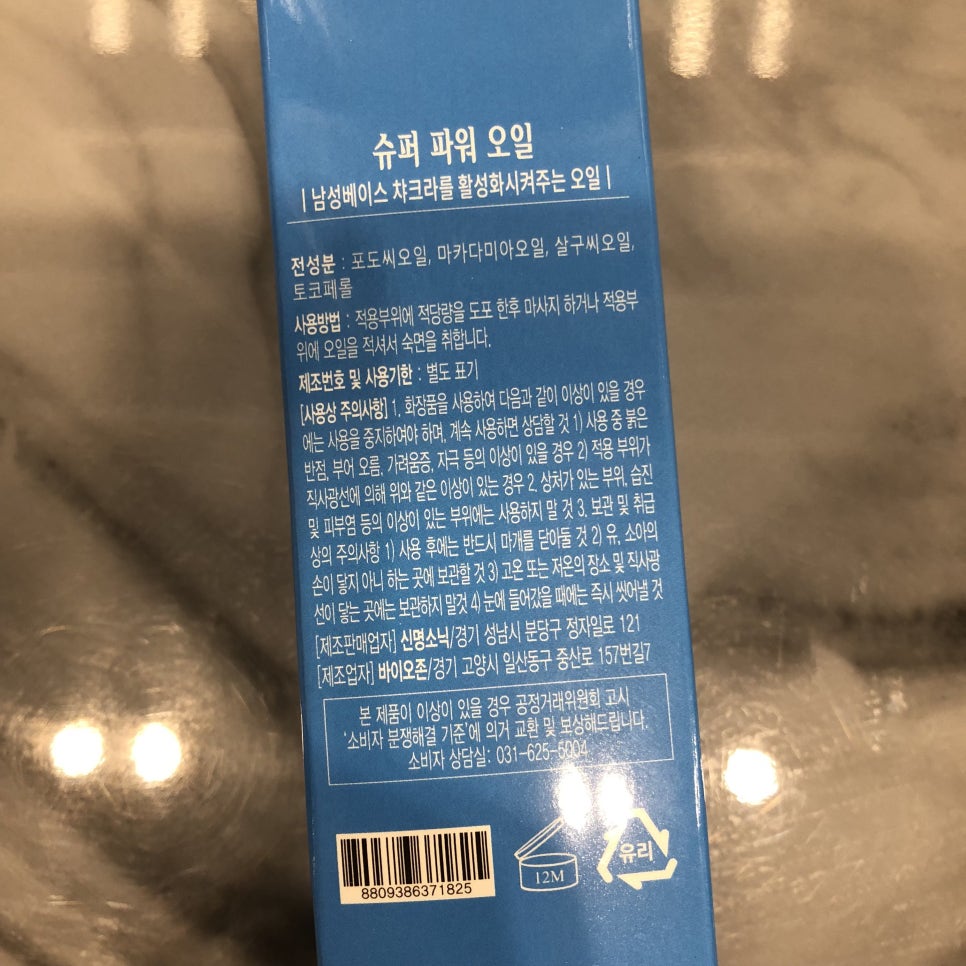 슈퍼 파워 오일
| 남성베이스 챠크라를 활성화시켜주는 오일 |
전성분 : 포도씨오일, 마카다미아오일, 살구씨오일,
토코페롤
사용방법 : 적용부위에 적당량을 도포 한후 마사지 하거나 적용부
위에 오일을 적셔서 숙면을 취합니다.
제조번호 및 사용기한 : 별도 표기
[사용상 주의사항] 1. 화장품을 사용하여 다음과 같이 이상이 있을 경우
에는 사용을 중지하여야 하며, 계속 사용하면 상담할 것 1) 사용 중 붉은
반점, 부어 오름, 가려움증, 자극 등의 이상이 있을 경우 2) 적용 부위가
직사광선에 의해 위와 같은 이상이 있는 경우 2. 상처가 있는 부위, 습진
및 피부염 등의 이상이 있는 부위에는 사용하지 말 것 3. 보관 및 취급
상의 주의사항 1) 사용 후에는 반드시 마개를 닫아둘 것 2) 유, 소아의
손이 닿지 아니 하는 곳에 보관할 것 3) 고온 또는 저온의 장소 및 직사광
선이 닿는 곳에는 보관하지 말것 4) 눈에 들어갔을 때에는 즉시 씻어낼 것
[제조판매업자] 신명소닉/경기 성남시 분당구 정자일로 121
[제조업자] 바이오존/경기 고양시 일산동구 중산로 157번길7
본 제품이 이상이 있을 경우 공정거래위원회 고시
'소비자 분쟁해결 기준'에 의거 교환 및 보상해드립니다.
소비자 상담실: 031-625-5004
12M
유리
8809386371825